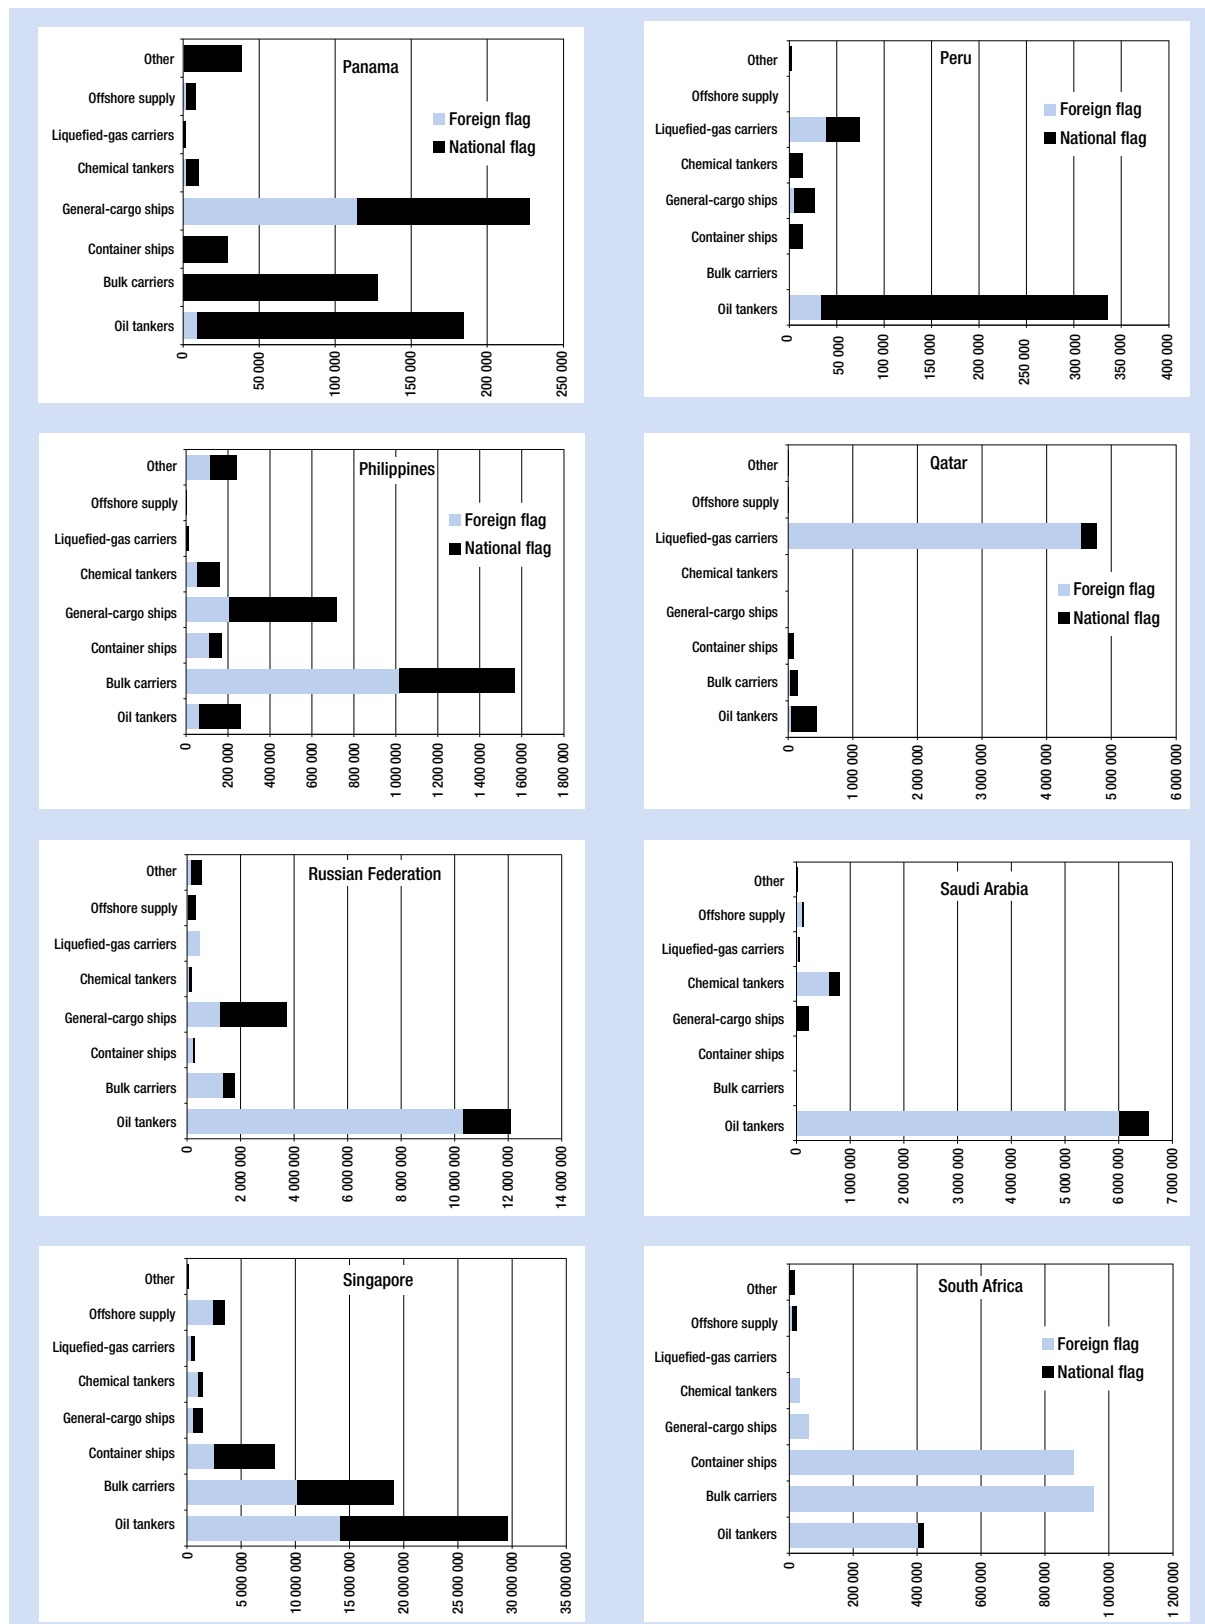 Panama
Other
Offshore supply
Liquefied-gas carriers
Chemical tankers
General-cargo ships
Container ships
Bulk carriers
Oil tankers
Foreign flag
National flag
0
50 000
100 000
150 000
200 000
250 000
Peru
Other
Offshore supply
Liquefied-gas carriers
Chemical tankers
General-cargo ships
Container ships
Bulk carriers
Oil tankers
Foreign flag
National flag
0
50 000
100 000
150 000
200 000
250 000
300 000
350 000
400 000
Philippines
Other
Offshore supply
Liquefied-gas carriers
Chemical tankers
General-cargo ships
Container ships
Bulk carriers
Oil tankers
Foreign flag
National flag
0
200 000
400 000
600 000
800 000
1 000 000
1 200 000
1 400 000
1 600 000
1 800 000
Qatar
Other
Offshore supply
Liquefied-gas carriers
Chemical tankers
General-cargo ships
Container ships
Bulk carriers
Oil tankers
Foreign flag
National flag
0
1 000 000
2 000 000
3 000 000
4 000 000
5 000 000
6 000 000
Russian Federation
Other
Offshore supply
Liquefied-gas carriers
Chemical tankers
General-cargo ships
Container ships
Bulk carriers
Oil tankers
0
2 000 000
4 000 000
6 000 000
8 000 000
10 000 000
12 000 000
14 000 000
Saudi Arabia
Other
Offshore supply
Liquefied-gas carriers
Chemical tankers
General-cargo ships
Container ships
Bulk carriers
Oil tankers
0
1 000 000
2 000 000
3 000 000
4 000 000
5 000 000
6 000 000
7 000 000
Singapore
Other
Offshore supply
Liquefied-gas carriers
Chemical tankers
General-cargo ships
Container ships
Bulk carriers
Oil tankers
0
5 000 000
10 000 000
15 000 000
20 000 000
25 000 000
30 000 000
35 000 000
South Africa
Other
Offshore supply
Liquefied-gas carriers
Chemical tankers
General-cargo ships
Container ships
Bulk carriers
Oil tankers
Foreign flag
National flag
0
200 000
400 000
600 000
800 000
1 000 000
1 200 000